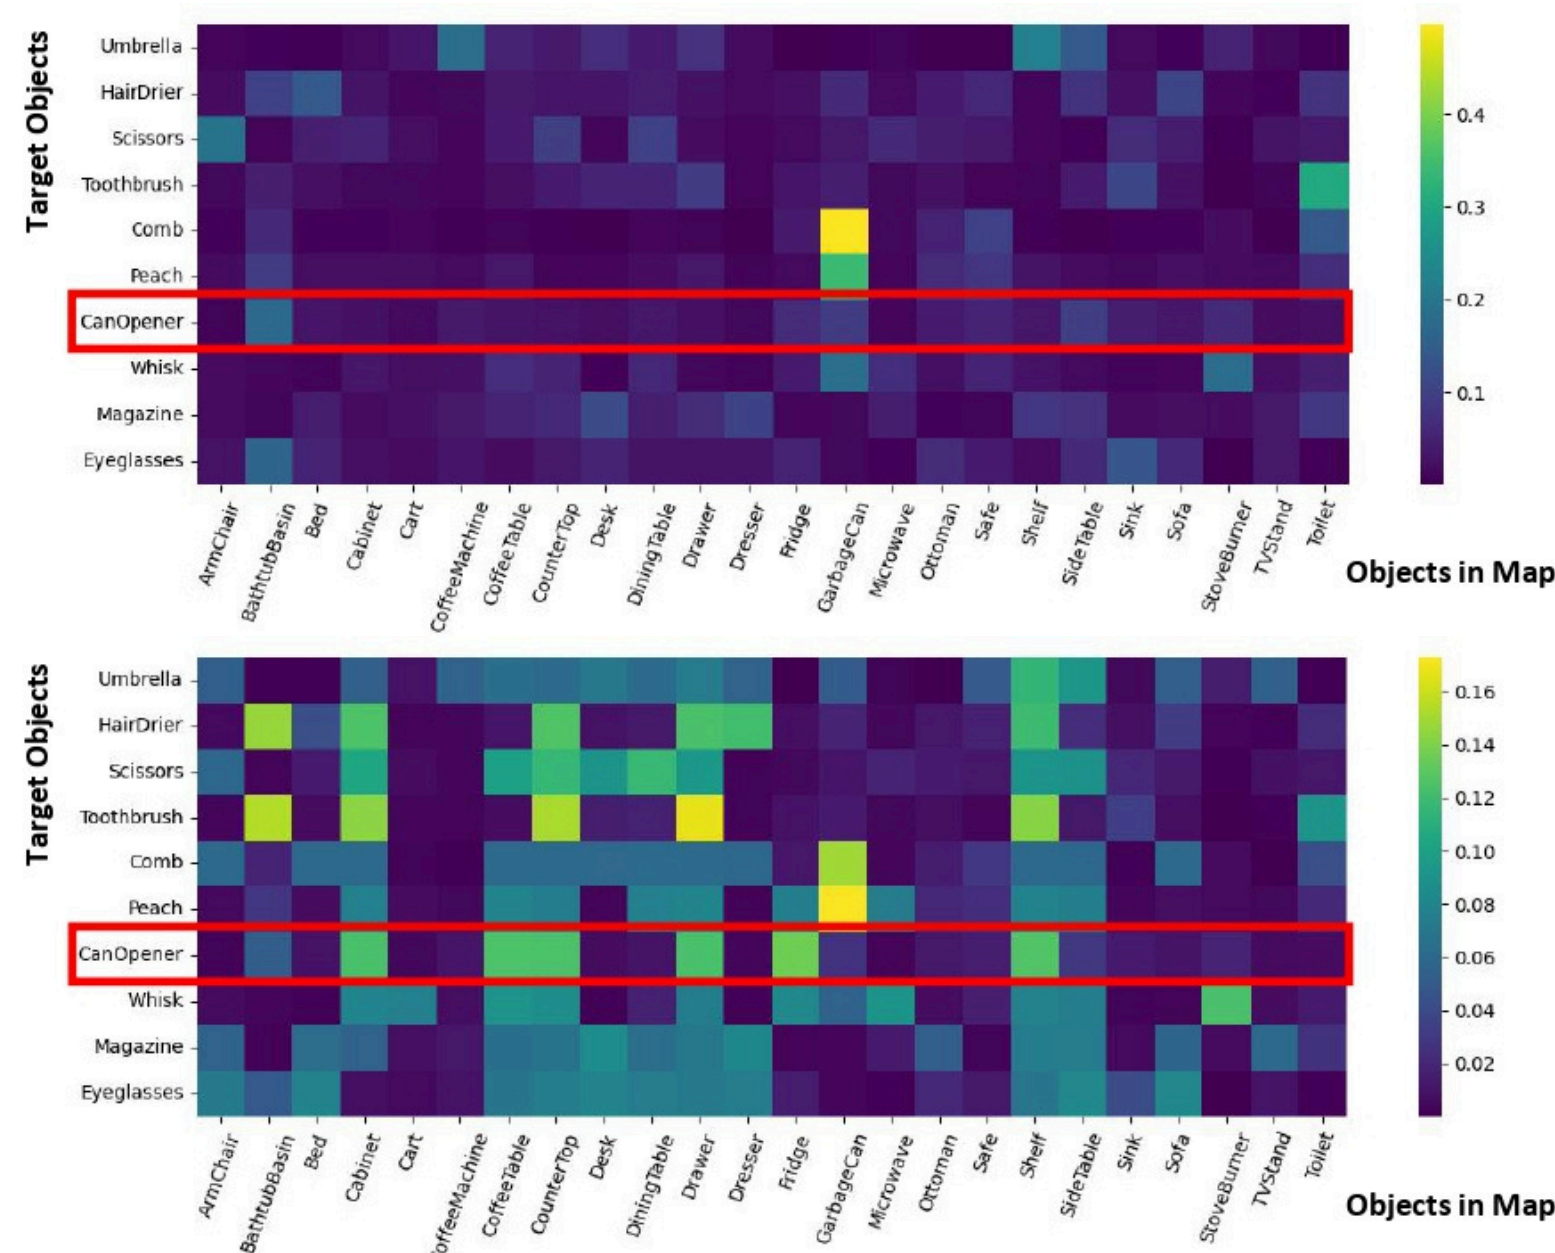 Target Objects
Umbrella
HairDrier
Scissors
Toothbrush
Comb
Peach
CanOpener
Whisk
Magazine
Eyeglasses
ArmChair
BathtubBasin
Bed
Cabinet
Cart
CoffeeMachine
CoffeeTable
CounterTop
Desk
DiningTable
Drawer
Dresser
Fridge
GarbageCan
Microwave
Ottoman
Safe
Shelf
SideTable
Sink
Sofa
StoveBurner
TVStand
Toilet
Objects in Map
0.4
0.3
0.2
0.1
Target Objects
Umbrella
HairDrier
Scissors
Toothbrush
Comb
Peach
CanOpener
Whisk
Magazine
Eyeglasses
ArmChair
BathtubBasin
Bed
Cabinet
Cart
offeeMachine
CoffeeTable
CounterTop
Desk
DiningTable
Drawer
Dresser
Fridge
GarbageCan
Microwave
Ottoman
Safe
Shelf
SideTable
Sink
Sofa
StoveBurner
TVStand
Toilet
Objects in Map
0.16
0.14
0.12
0.10
0.08
0.06
0.04
0.02